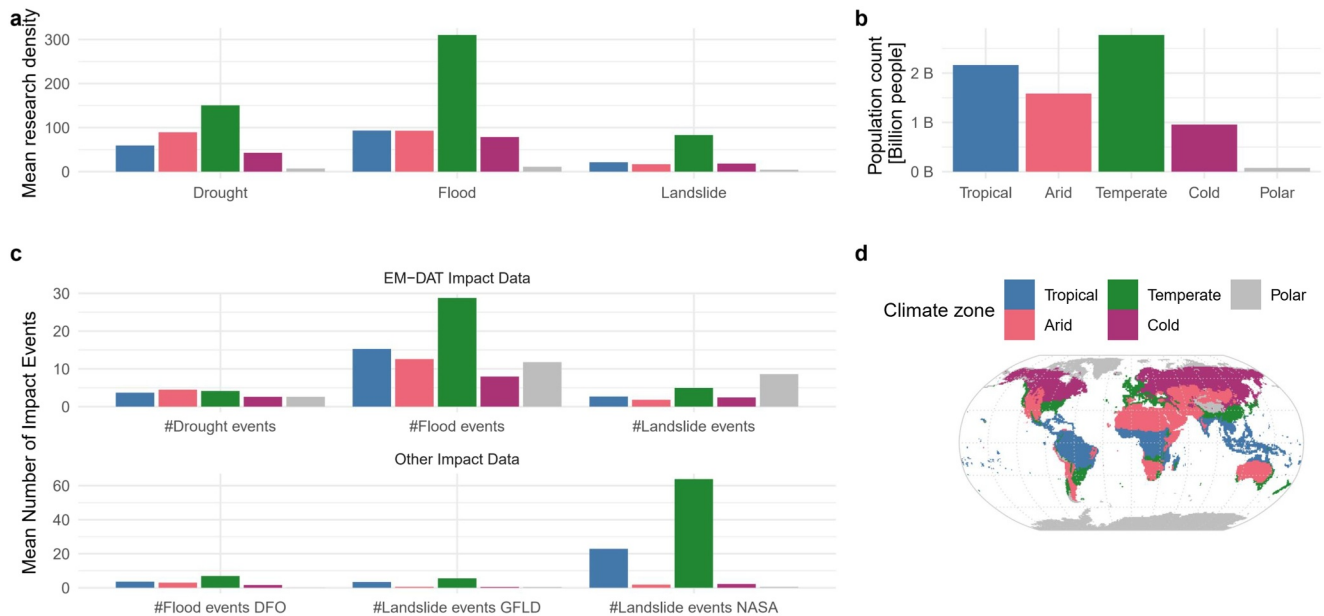 a
Mean research density
300
200
100
0
Drought
Flood
Landslide
b
Population count
[Billion people]
2 B
1 B
0 B
Tropical
Arid
Temperate
Cold
Polar
c
Mean Number of Impact Events
EM−DAT Impact Data
30
20
10
0
#Drought events
#Flood events
#Landslide events
Other Impact Data
60
40
20
0
#Flood events DFO
#Landslide events GFLD
#Landslide events NASA
d
Climate zone
Tropical
Temperate
Polar
Arid
Cold